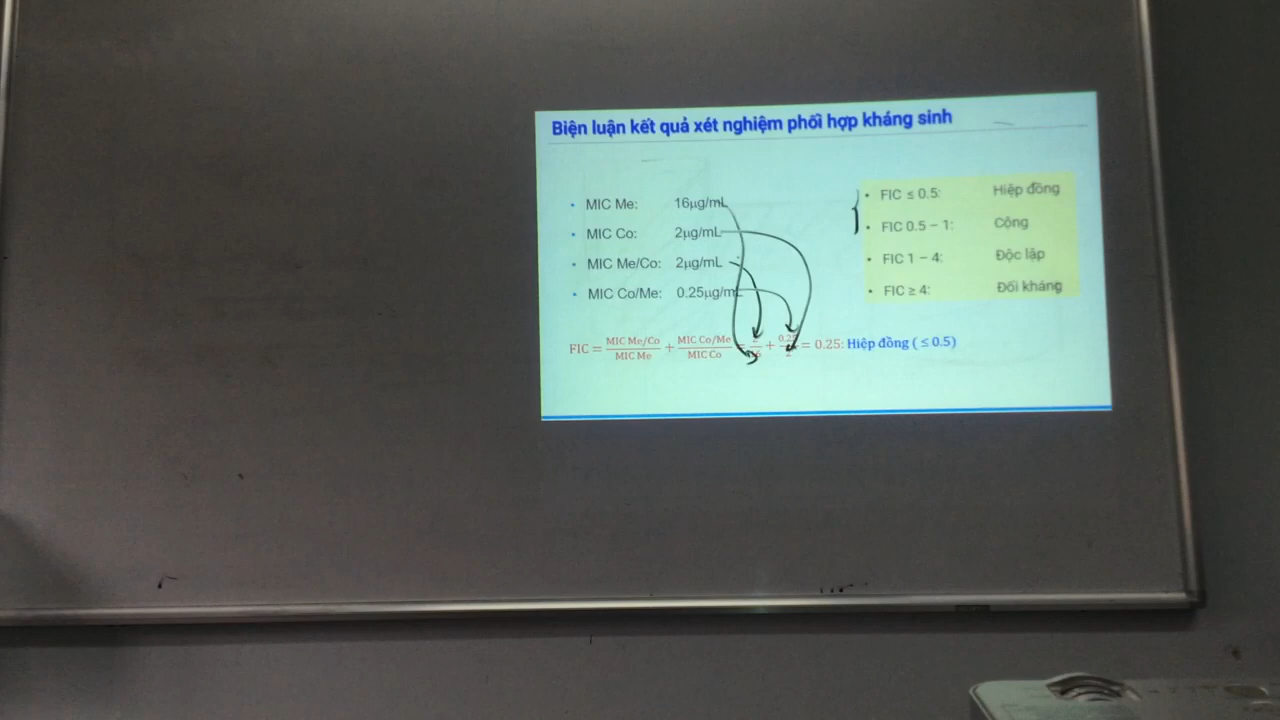 Biện luận kết quả xét nghiệm phối hợp kháng sinh
• MIC Me: 16µg/mL
• MIC Co: 2µg/mL
• MIC Me/Co: 2µg/mL
• MIC Co/Me: 0.25µg/mL
• FIC ≤ 0.5: Hiệp đồng
• FIC 0.5 – 1: Cộng
• FIC 1 – 4: Độc lập
• FIC ≥ 4: Đối kháng
FIC = MIC Me/Co / MIC Me + MIC Co/Me / MIC Co + 0.25 / 2 = 0.25: Hiệp đồng ( ≤ 0.5)